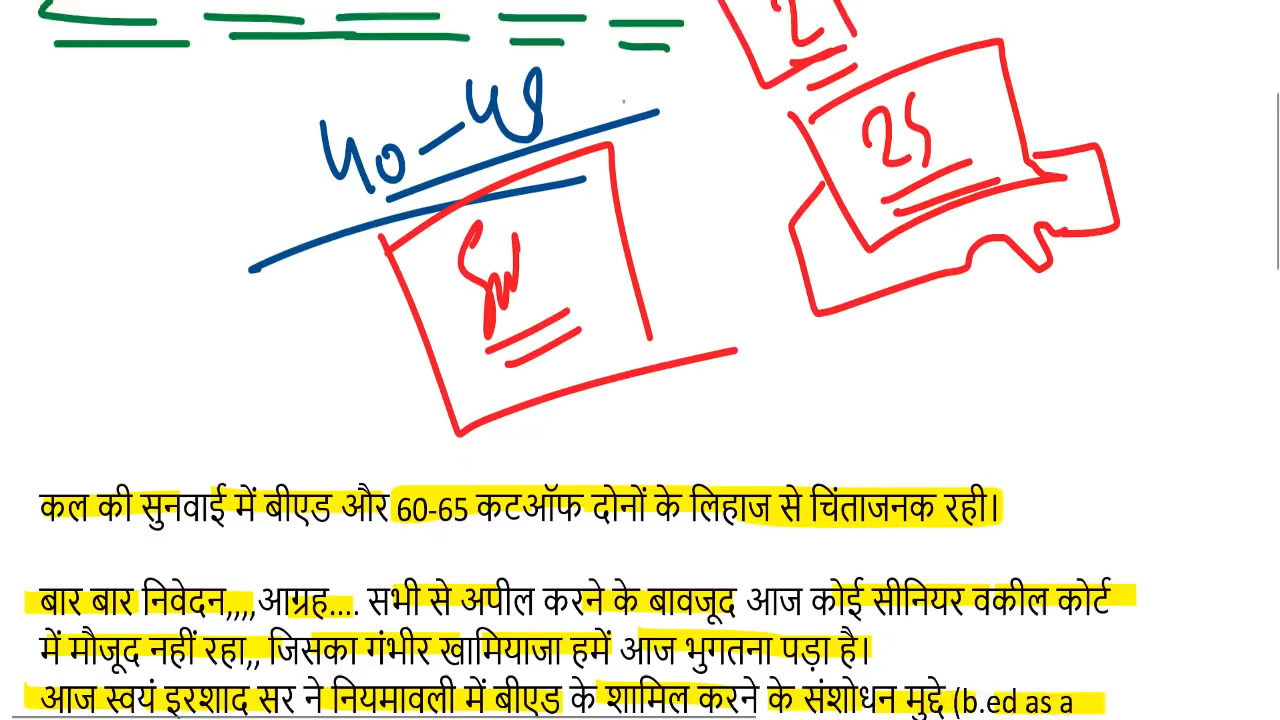 2
25
40-45
कल की सुनवाई में बीएड और 60-65 कटऑफ दोनों के लिहाज से चिंताजनक रही।
बार बार निवेदन,,,,आग्रह.... सभी से अपील करने के बावजूद आज कोई सीनियर वकील कोर्ट
में मौजूद नहीं रहा,, जिसका गंभीर खामियाजा हमें आज भुगतना पड़ा है।
आज स्वयं इरशाद सर ने नियमावली में बीएड के शामिल करने के संशोधन मुद्दे (b.ed as a